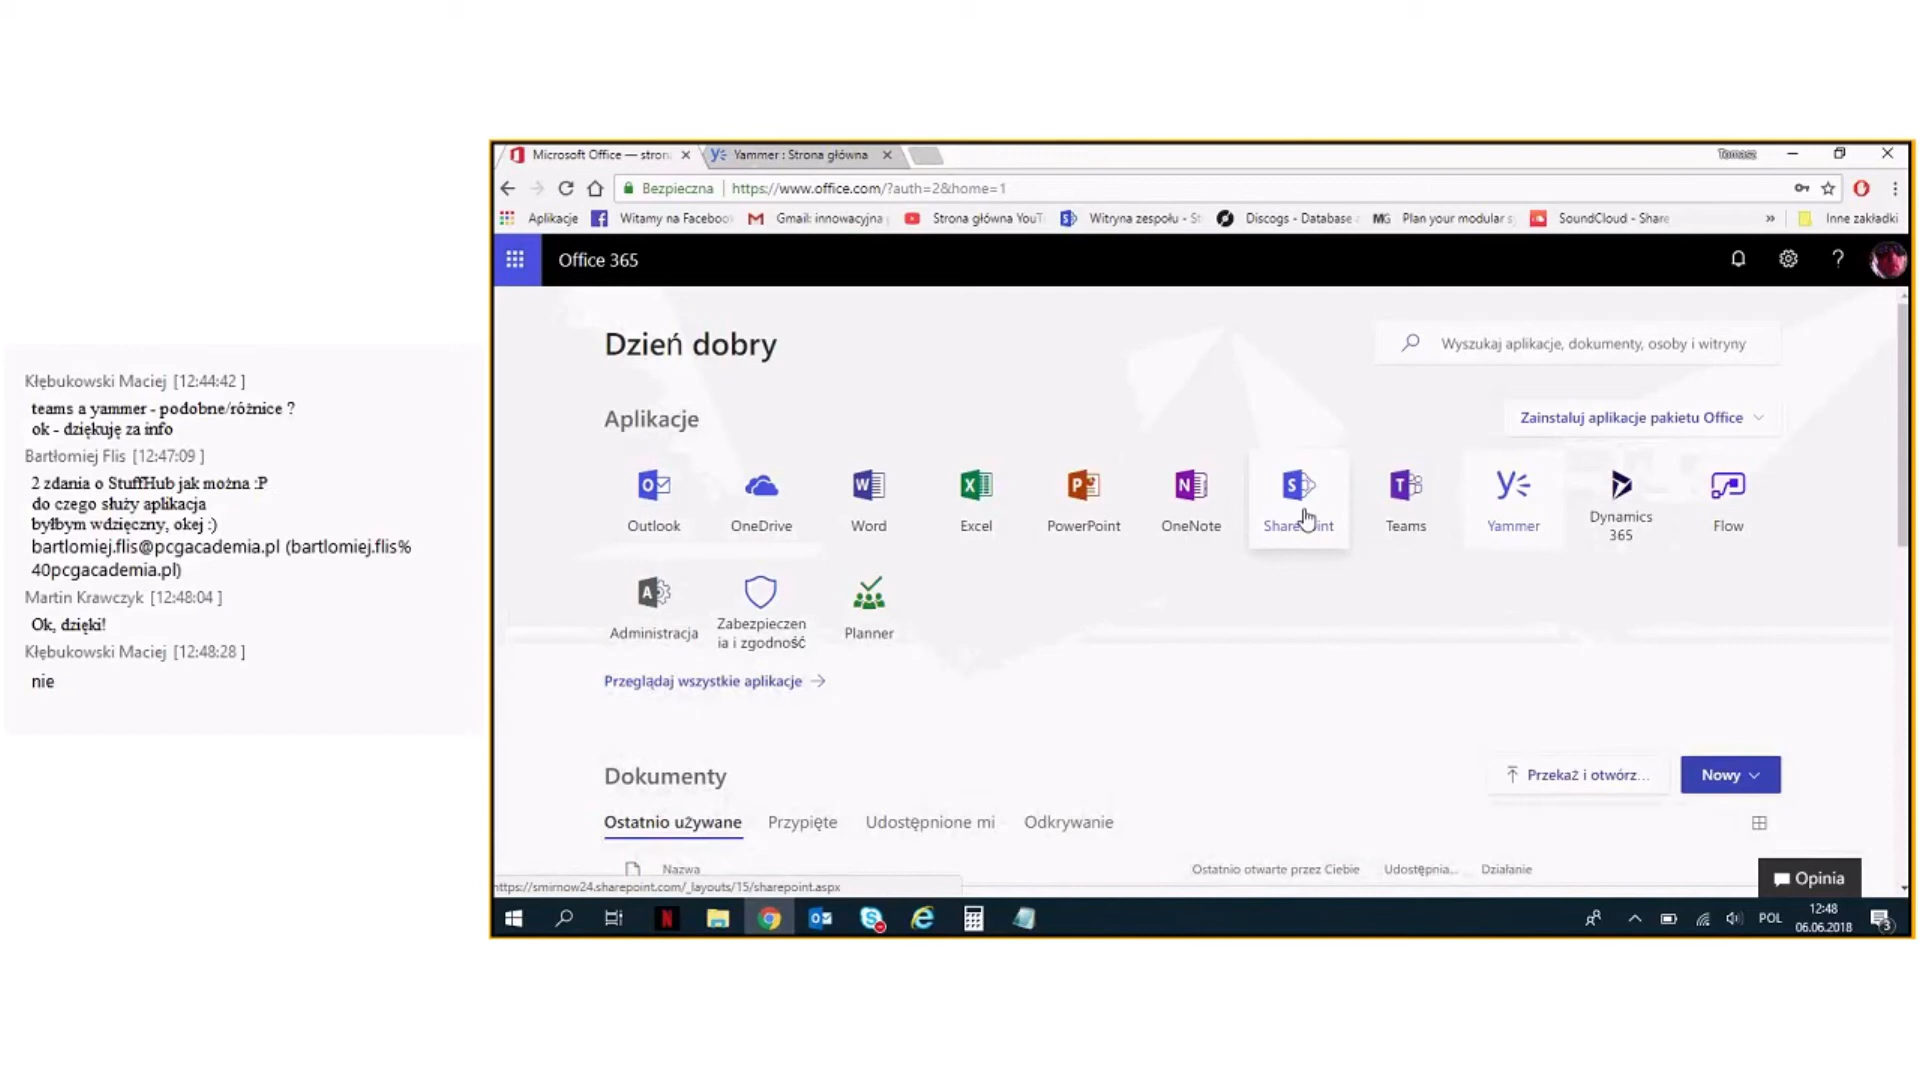 Kłębukowski Maciej [12:44:42 ]
teams a yammer - podobne/różnice ?
ok - dziękuję za info
Bartłomiej Flis [12:47:09 ]
2 zdania o StuffHub jak można :P
do czego służy aplikacja
byłbym wdzięczny, okej :)
bartlomiej.flis@pcgacademia.pl (bartlomiej.flis%
40pcgacademia.pl)
Martin Krawczyk [12:48:04 ]
Ok, dzięki!
Kłębukowski Maciej [12:48:28 ]
nie
Microsoft Office — stron
Yammer : Strona główna
Tomasz
Bezpieczna
https://www.office.com/?auth=2&home=1
Aplikacje
Witamy na Faceboo
Gmail: innowacyjna
Strona główna YouT
Witryna zespołu - St
Discogs - Database
MG Plan your modular s
SoundCloud - Share
»
Inne zakładki
Office 365
?
Dzień dobry
Wyszukaj aplikacje, dokumenty, osoby i witryny
Aplikacje
Zainstaluj aplikacje pakietu Office
Outlook
OneDrive
Word
Excel
PowerPoint
OneNote
SharePoint
Teams
Yammer
Dynamics
365
Flow
Administracja
Zabezpieczen
ia i zgodność
Planner
Przeglądaj wszystkie aplikacje
Dokumenty
Przekaż i otwórz...
Nowy
Ostatnio używane
Przypięte
Udostępnione mi
Odkrywanie
Nazwa
Ostatnio otwarte przez Ciebie
Udostępnia...
Działanie
https://smirnow24.sharepoint.com/_layouts/15/sharepoint.aspx
Opinia
POL
12:48
06.06.2018
3